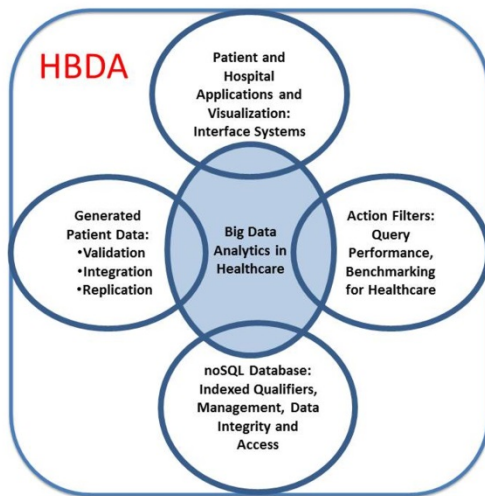 HBDA
Patient and
Hospital
Applications and
Visualization:
Interface Systems
Generated
Patient Data:
•Validation
•Integration
•Replication
Big Data
Analytics in
Healthcare
Action Filters:
Query
Performance,
Benchmarking
for Healthcare
noSQL Database:
Indexed Qualifiers,
Management, Data
Integrity and
Access